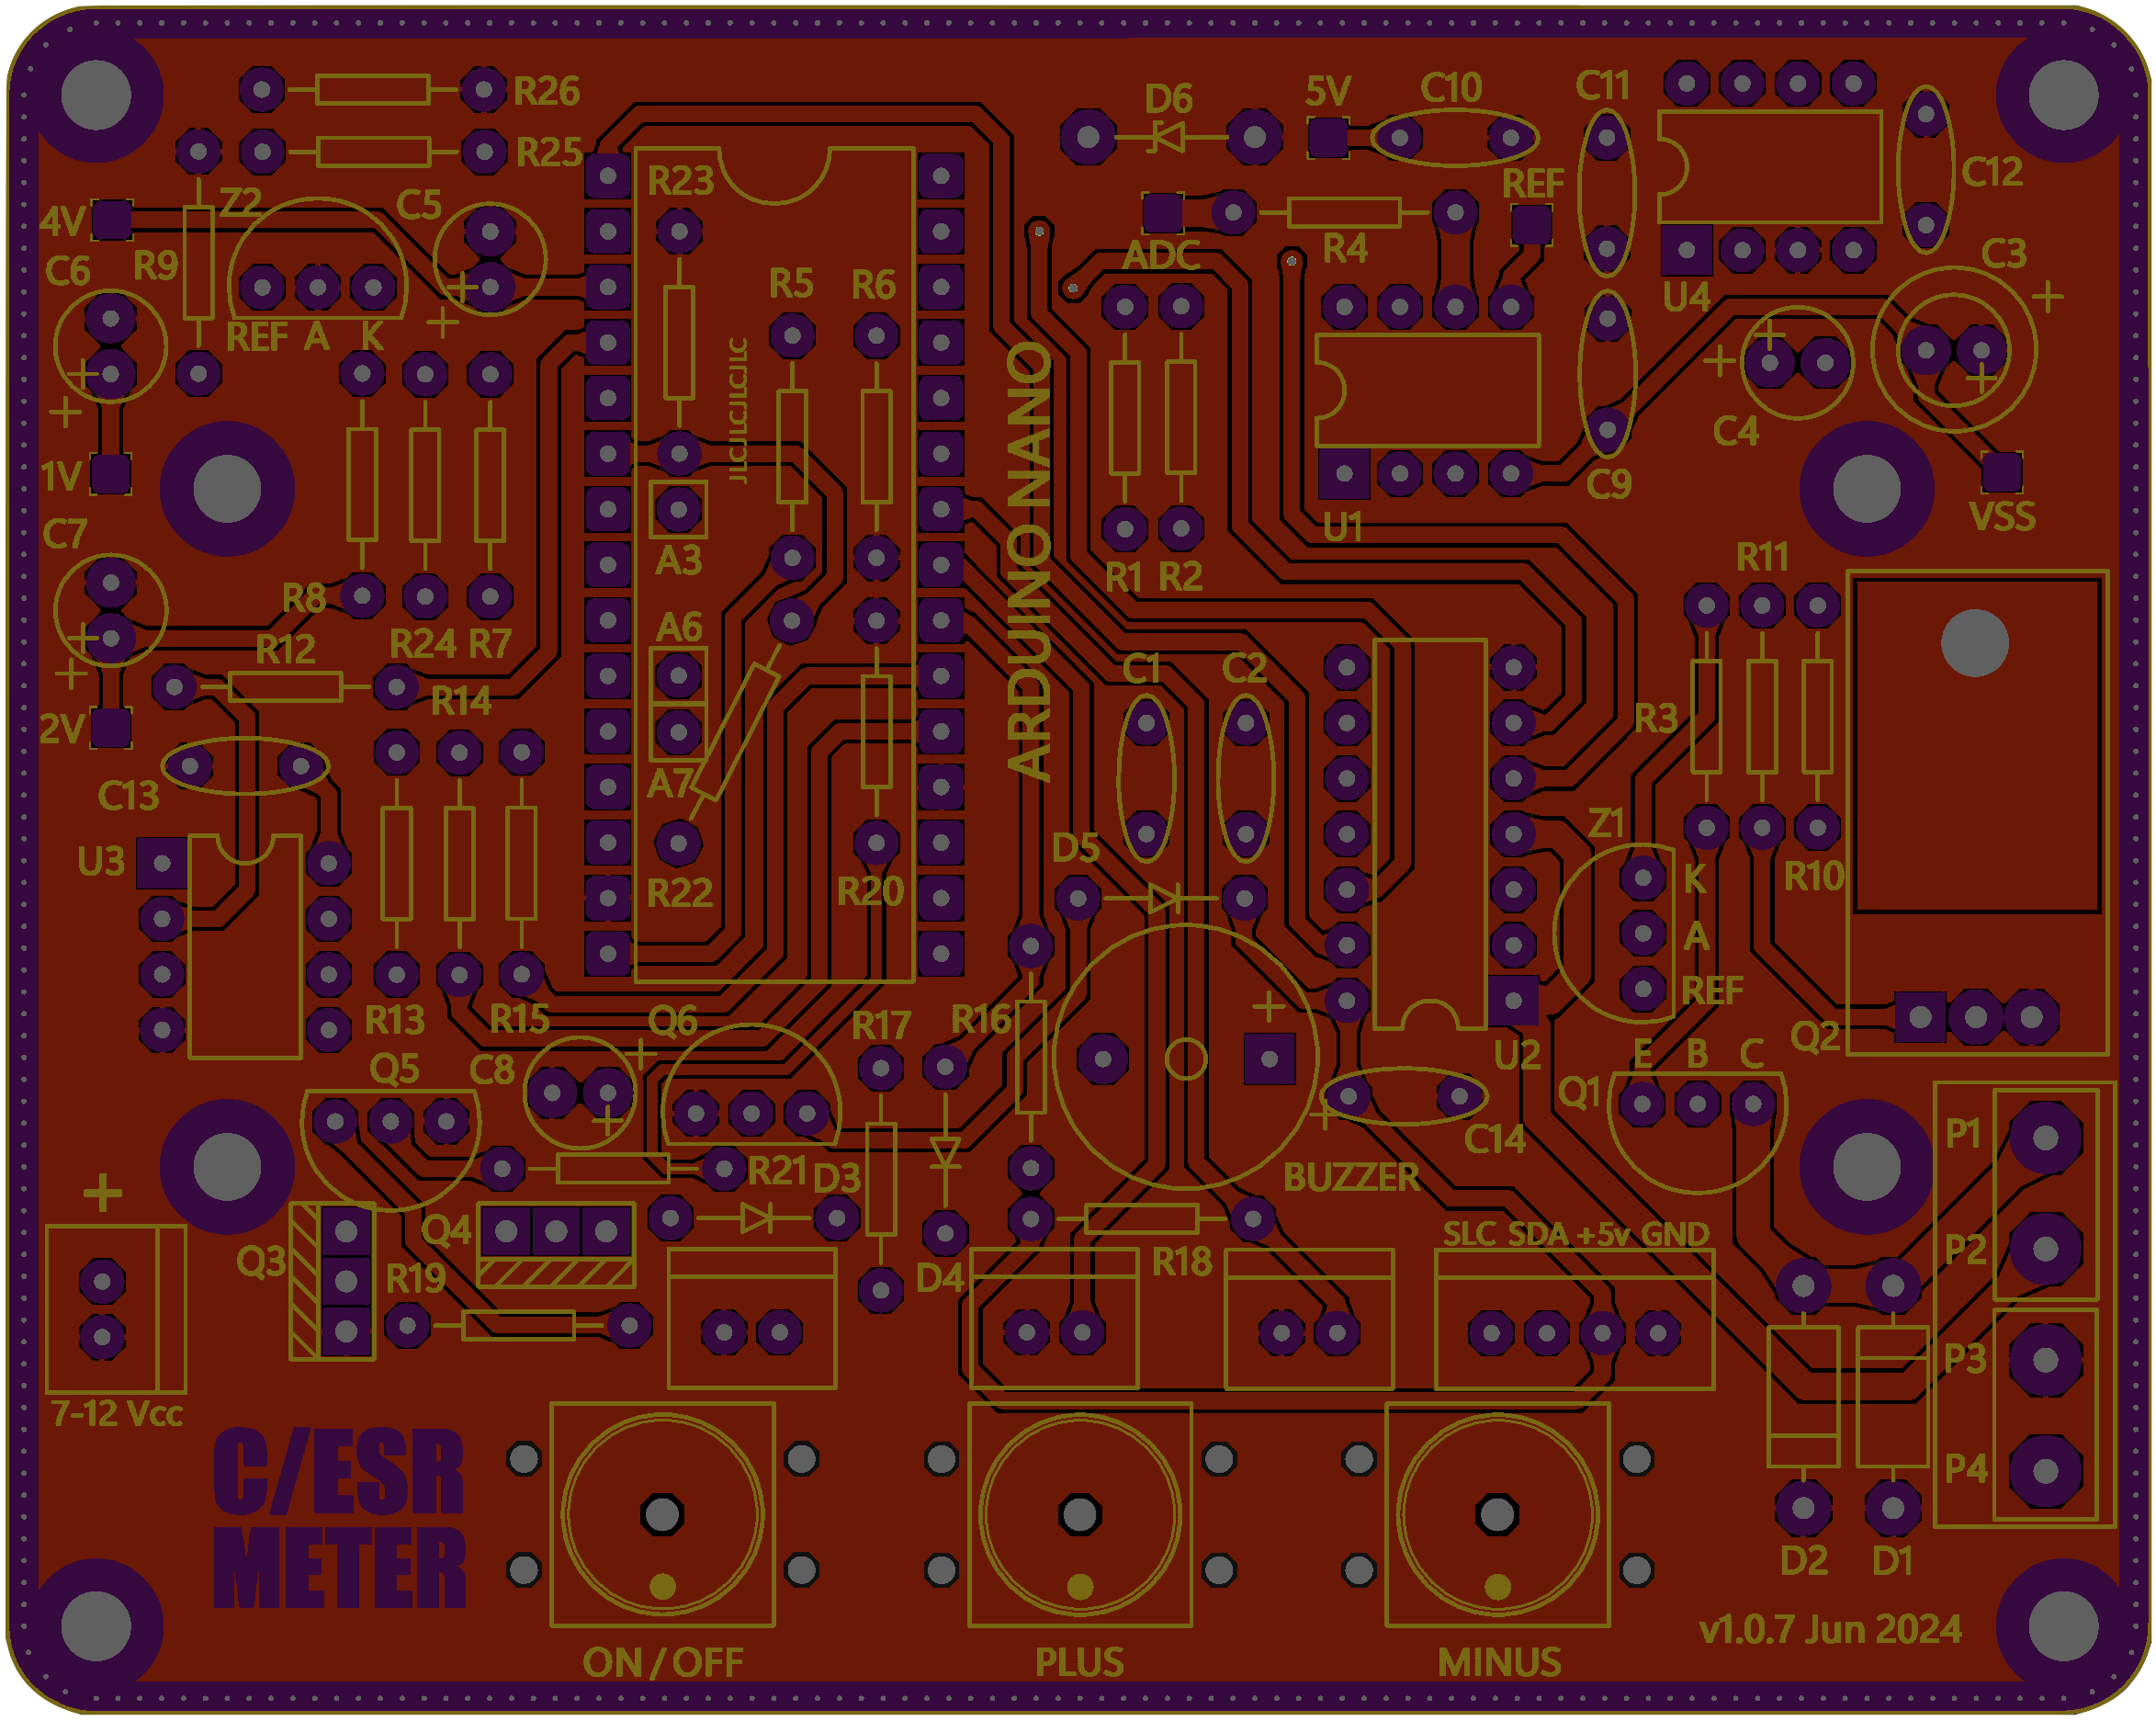 R26
D6
5V
C10
C11
R25
Z2
C5
R23
REF
C12
4V
R9
C6
ADC
R4
C3
R5
R6
U4
REF A K
JLCJLCJLCJLC
ARDUINO NANO
C4
1V
C9
U1
VSS
C7
A3
R1
R2
R11
R8
R12
R24
R7
A6
C1
C2
R14
R3
2V
C13
A7
Z1
D5
U3
R22
R20
K
R10
A
REF
R13
R15
Q6
R17
R16
U2
Q2
Q5
C8
E B C
Q1
C14
P1
R21
D3
BUZZER
Q4
Q3
R19
D4
R18
SLC SDA +5v GND
P2
P3
7-12 Vcc
P4
C/ESR
METER
D2
D1
v1.0.7 Jun 2024
ON / OFF
PLUS
MINUS